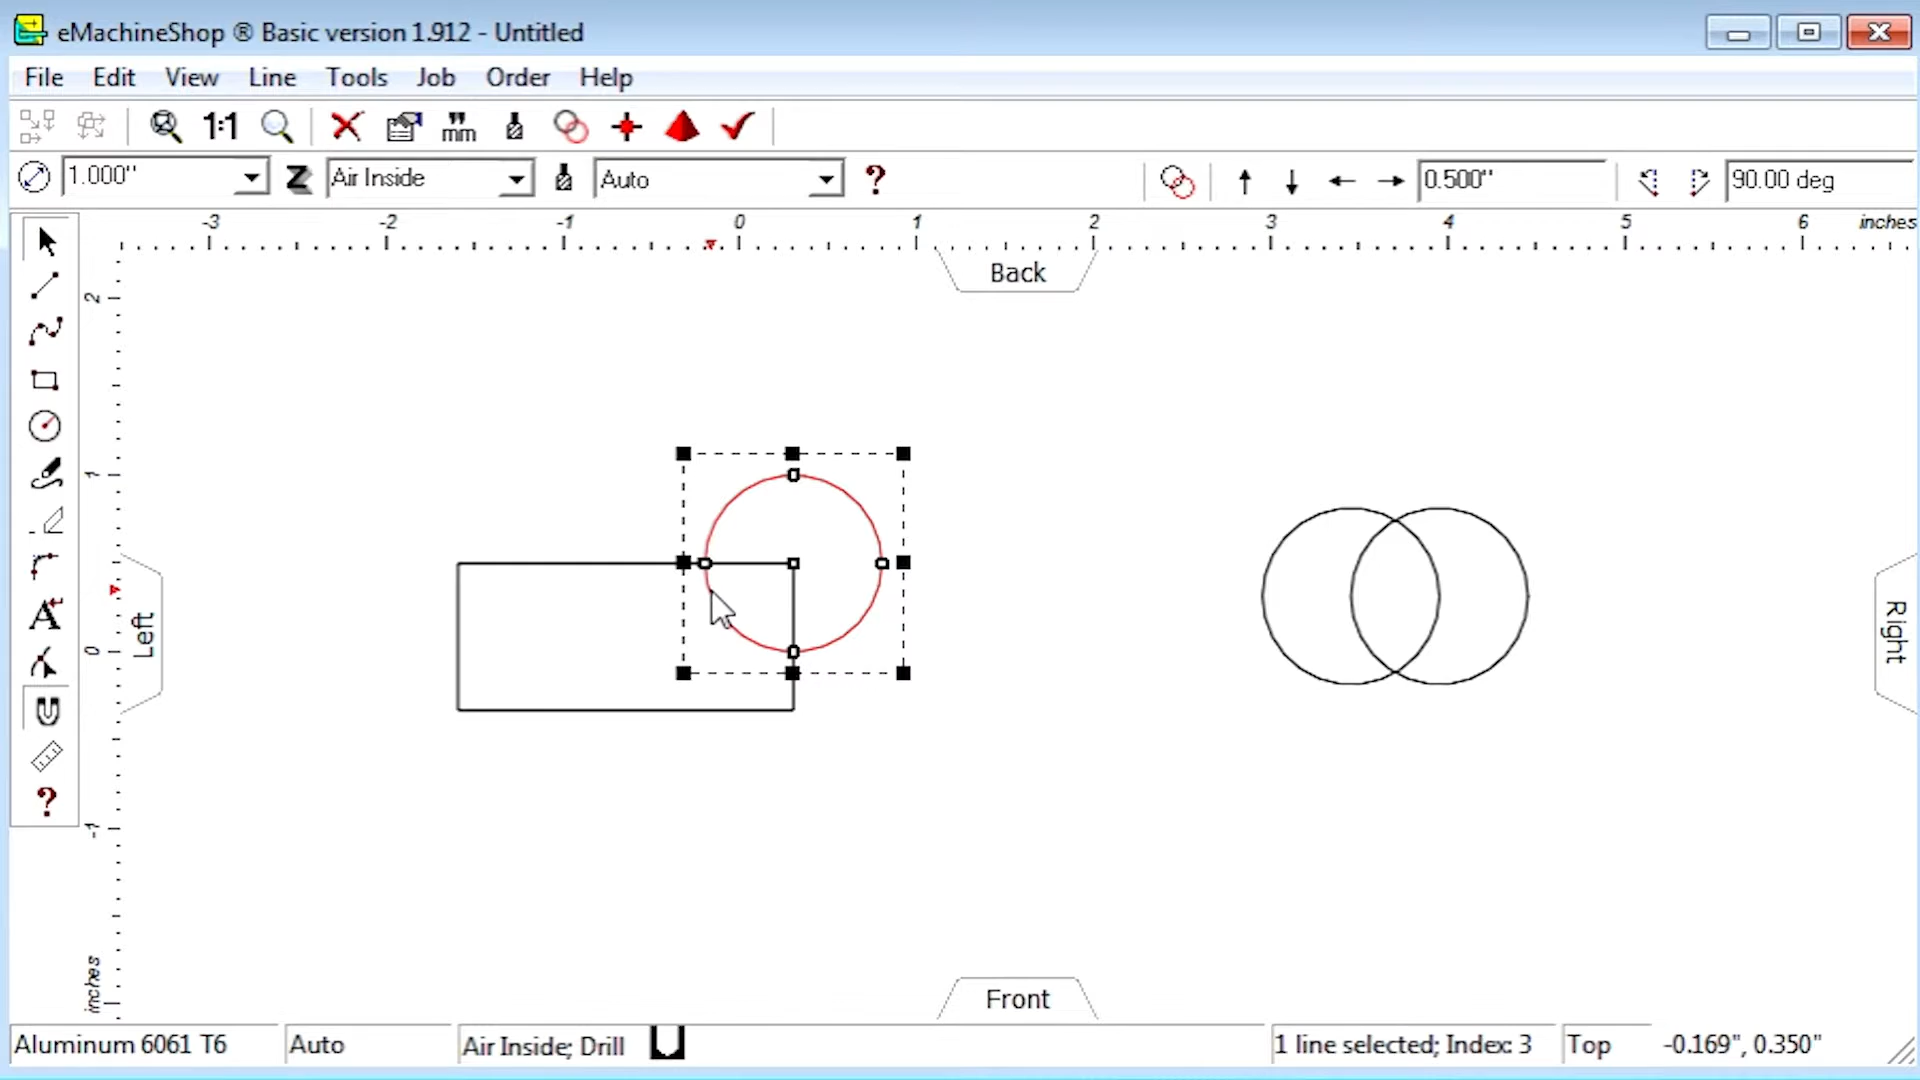 eMachineShop ® Basic version 1.912 - Untitled
File Edit View Line Tools Job Order Help
1:1 mm
1.000" Z Air Inside Auto ? 0.500" 90.00 deg
-3 -2 -1 0 1 2 3 4 5 6 inches
Back
2
1
0
-1
inches
Left
Right
A
?
Front
Aluminum 6061 T6 Auto Air Inside; Drill 1 line selected; Index: 3 Top -0.169", 0.350"